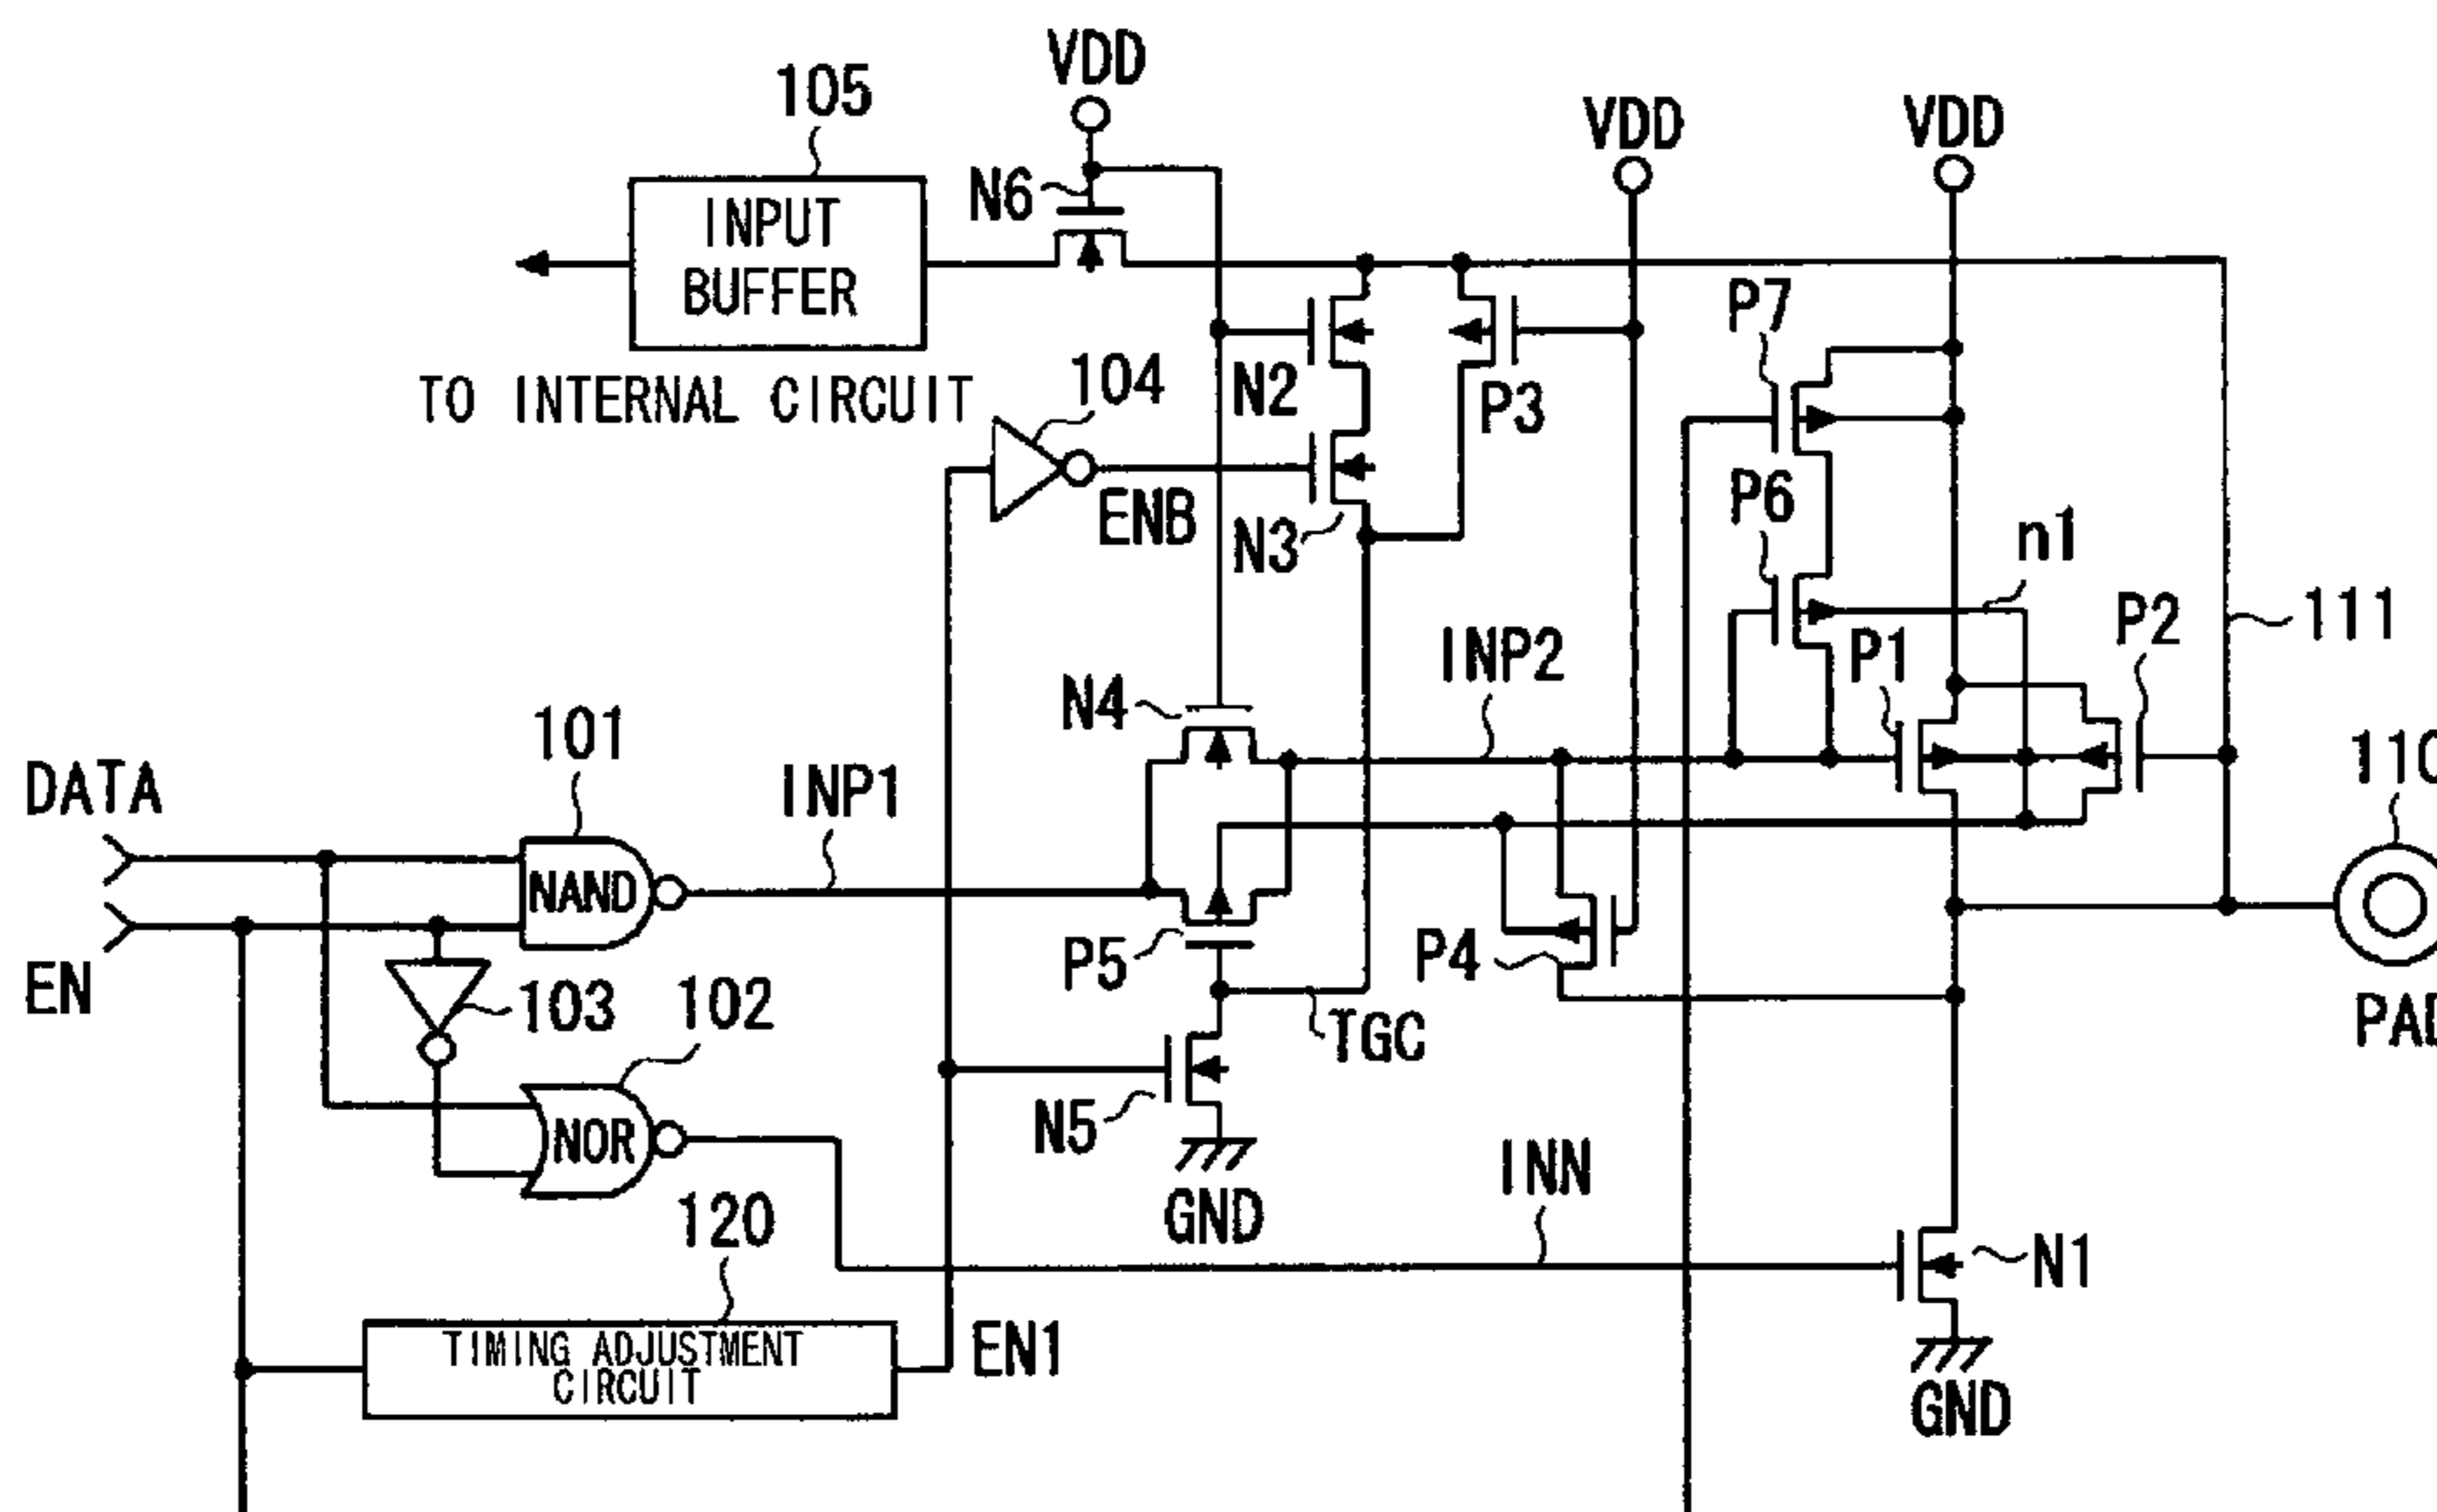 VDD
105
VDD
VDD
N6
INPUT
BUFFER
P7
104
N2
P3
TO INTERNAL CIRCUIT
P6
ENB
N3
n1
P2
111
INP2
P1
N4
101
110
DATA
INP1
NAND
P5
P4
EN
103
102
TGC
PAD
NOR
N5
INN
120
GND
N1
TIMING ADJUSTMENT
CIRCUIT
EN1
GND